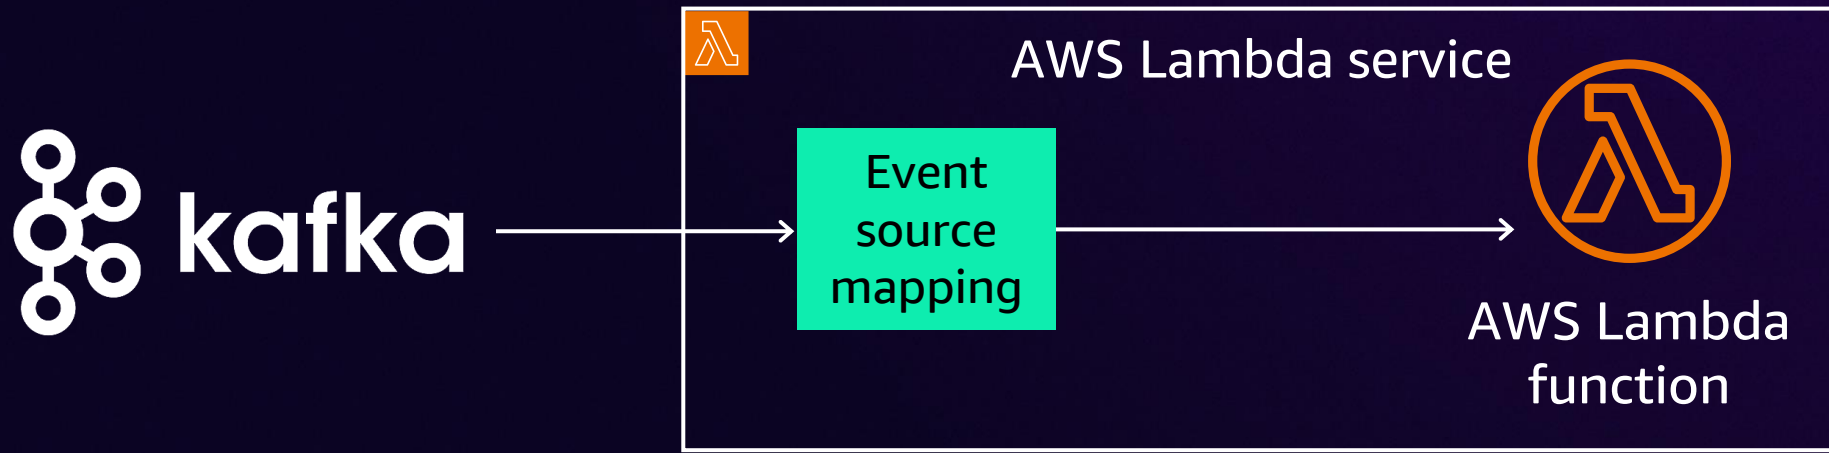 AWS Lambda service
kafka
Event
source
mapping
AWS Lambda
function